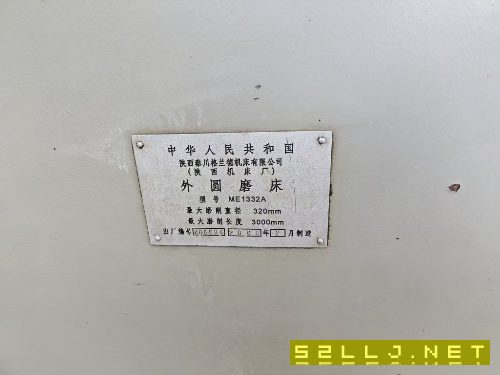 中华人民共和国
陕西秦川格兰德机床有限公司
(陕西机床厂)
外圆磨床
型号 ME1332A
最大磨削直径 320mm
最大磨削长度 3000mm
出厂编号 年 月制造
52LLJ.NET